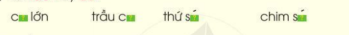 c▪▪ lớn trầu c▪▪ thứ s▪▪́ chim s▪▪́